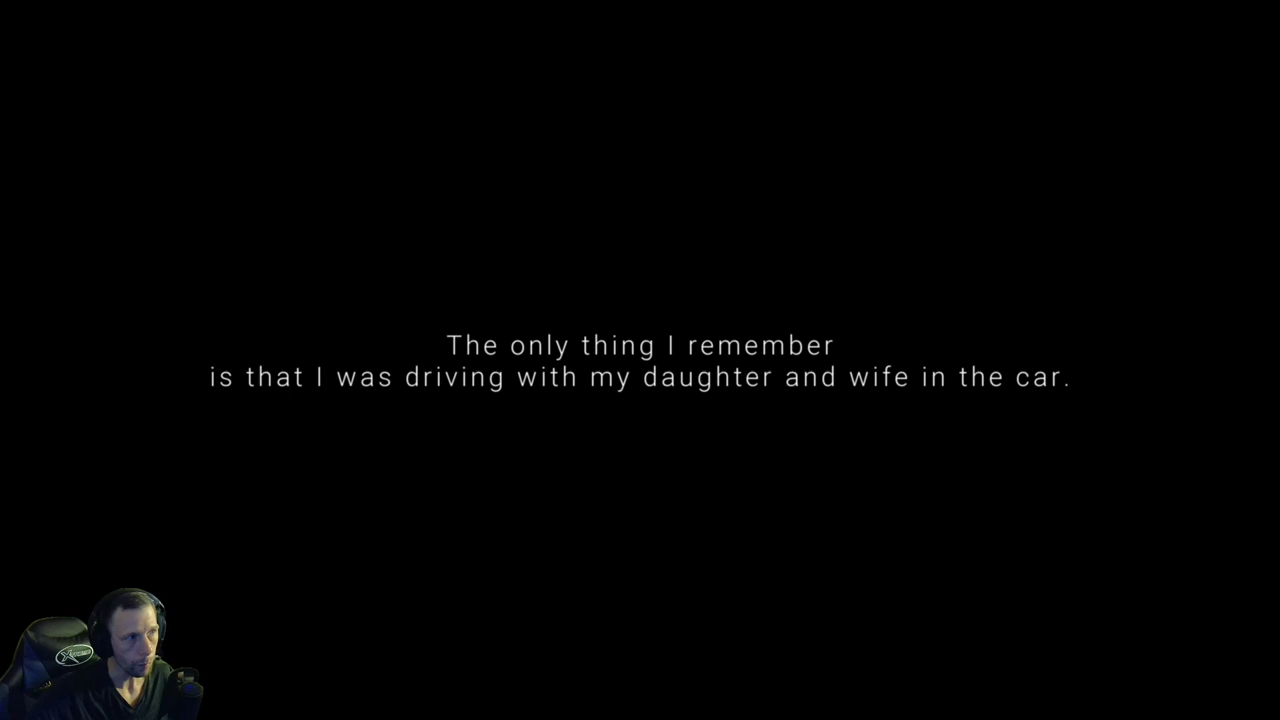 The only thing I remember
is that I was driving with my daughter and wife in the car.